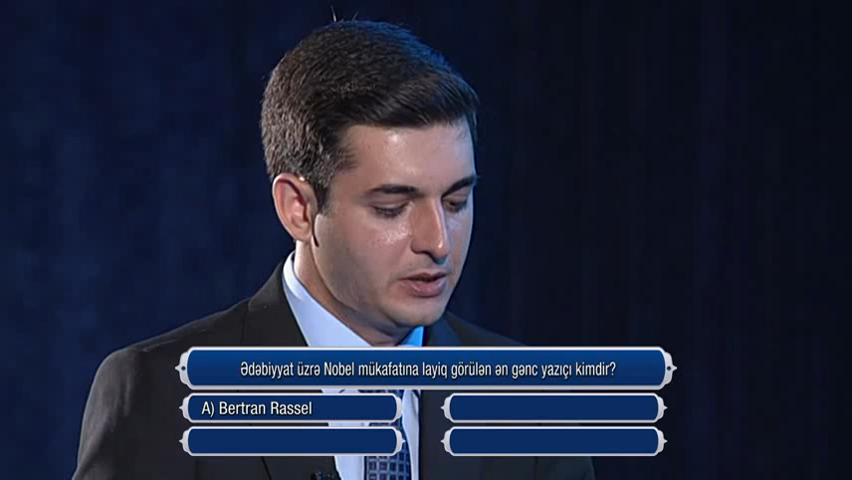 Ədəbiyyat üzrə Nobel mükafatına layiq görülən ən gənc yazıçı kimdir?
A) Bertran Rassel